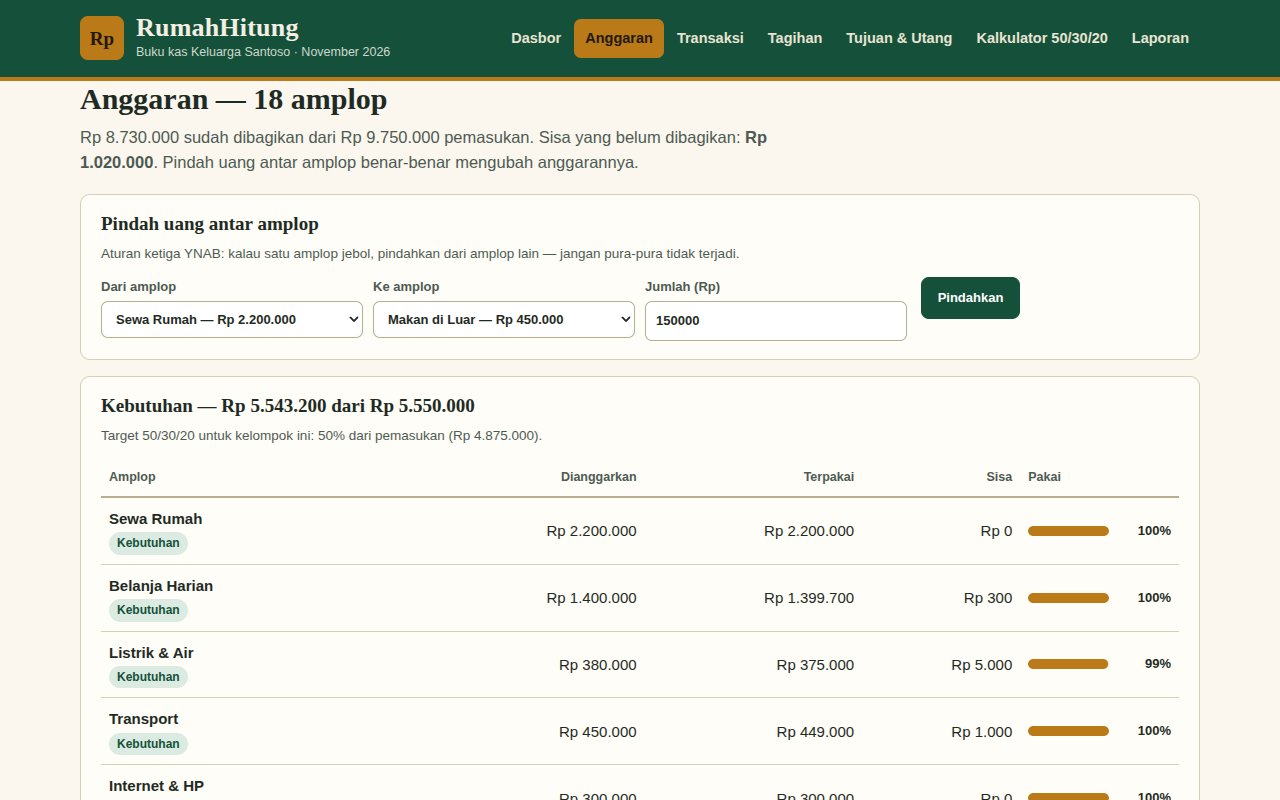 Rp
RumahHitung
Buku kas Keluarga Santoso · November 2026
Dasbor
Anggaran
Transaksi
Tagihan
Tujuan & Utang
Kalkulator 50/30/20
Laporan
Anggaran — 18 amplop
Rp 8.730.000 sudah dibagikan dari Rp 9.750.000 pemasukan. Sisa yang belum dibagikan: Rp
1.020.000. Pindah uang antar amplop benar-benar mengubah anggarannya.
Pindah uang antar amplop
Aturan ketiga YNAB: kalau satu amplop jebol, pindahkan dari amplop lain — jangan pura-pura tidak terjadi.
Dari amplop
Ke amplop
Jumlah (Rp)
Sewa Rumah — Rp 2.200.000
Makan di Luar — Rp 450.000
150000
Pindahkan
Kebutuhan — Rp 5.543.200 dari Rp 5.550.000
Target 50/30/20 untuk kelompok ini: 50% dari pemasukan (Rp 4.875.000).
Amplop Dianggarkan Terpakai Sisa Pakai
Sewa Rumah
Kebutuhan
Rp 2.200.000 Rp 2.200.000 Rp 0 100%
Belanja Harian
Kebutuhan
Rp 1.400.000 Rp 1.399.700 Rp 300 100%
Listrik & Air
Kebutuhan
Rp 380.000 Rp 375.000 Rp 5.000 99%
Transport
Kebutuhan
Rp 450.000 Rp 449.000 Rp 1.000 100%
Internet & HP
Rp 300.000 Rp 300.000 Rp 0 100%